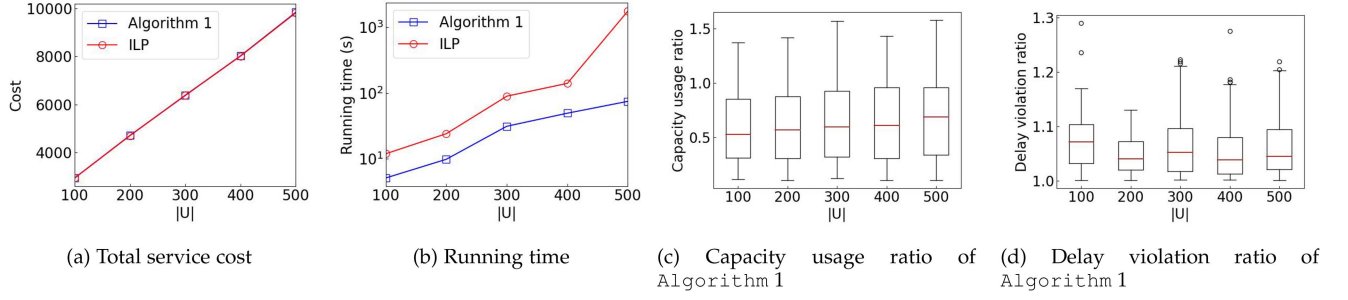 10000
8000
6000
4000
Cost
Algorithm 1
ILP
100 200 300 400 500
|U|
(a) Total service cost
10³
10²
10¹
Running time (s)
Algorithm 1
ILP
100 200 300 400 500
|U|
(b) Running time
1.5
1.0
0.5
Capacity usage ratio
100 200 300 400 500
|U|
(c) Capacity usage ratio of
Algorithm 1
1.3
1.2
1.1
1.0
Delay violation ratio
100 200 300 400 500
|U|
(d) Delay violation ratio of
Algorithm 1